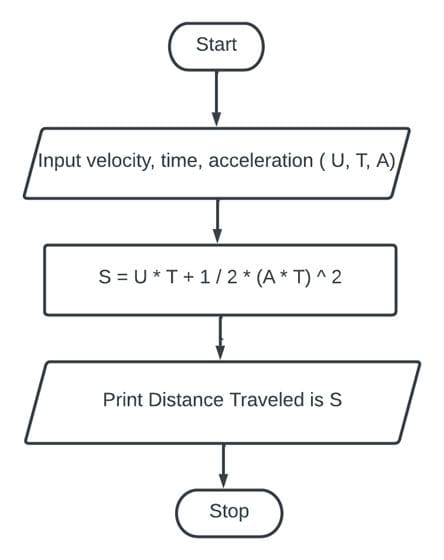 Start
Input velocity, time, acceleration ( U, T, A)
S = U * T + 1 / 2 * (A * T) ^ 2
Print Distance Traveled is S
Stop